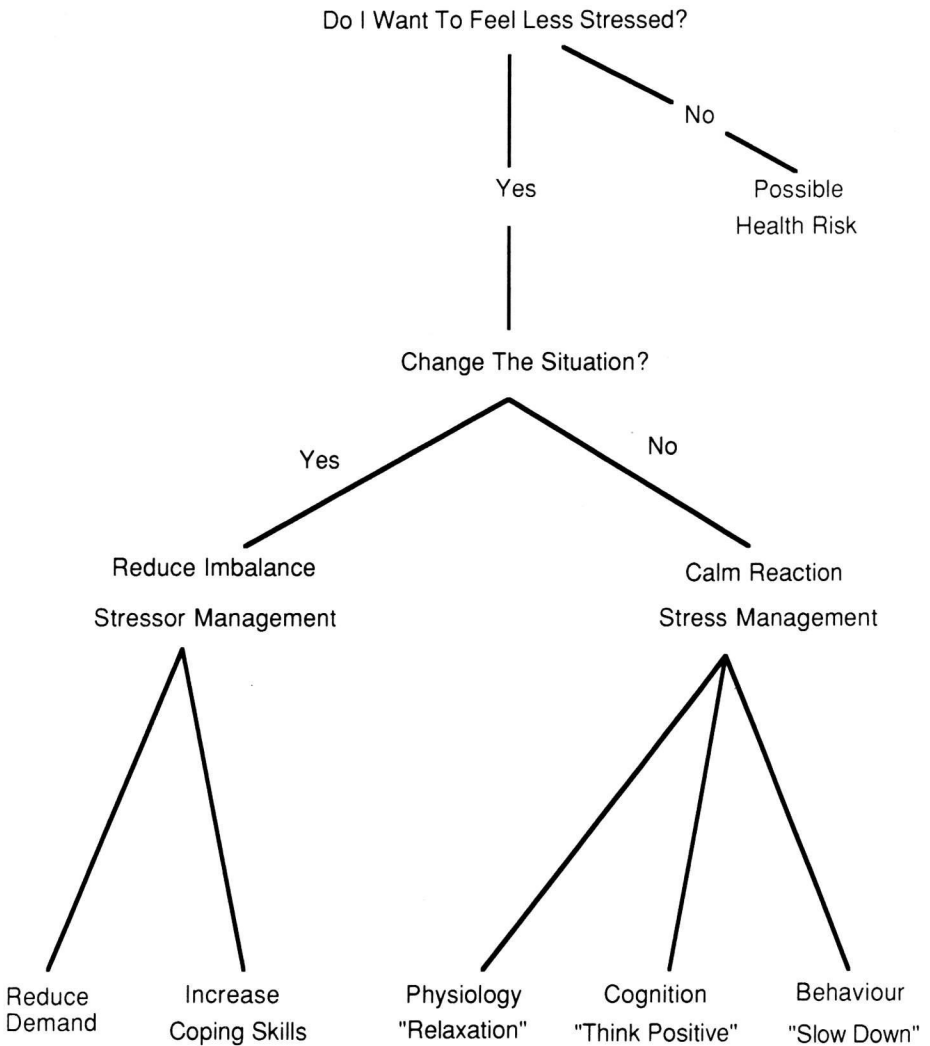 Do I Want To Feel Less Stressed?
No
Yes
Possible
Health Risk
Change The Situation?
Yes
No
Reduce Imbalance
Stressor Management
Calm Reaction
Stress Management
Reduce
Demand
Increase
Coping Skills
Physiology
"Relaxation"
Cognition
"Think Positive"
Behaviour
"Slow Down"